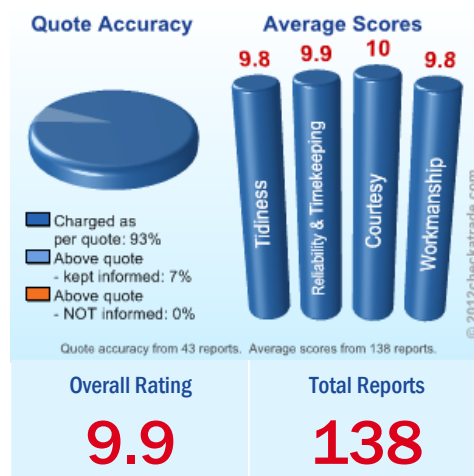 Quote Accuracy
Average Scores
9.8
9.9
10
9.8
Tidiness
Reliability & Timekeeping
Courtesy
Workmanship
Charged as
per quote: 93%
Above quote
- kept informed: 7%
Above quote
- NOT informed: 0%
© 2012checkatrade.com
Quote accuracy from 43 reports. Average scores from 138 reports.
Overall Rating
9.9
Total Reports
138